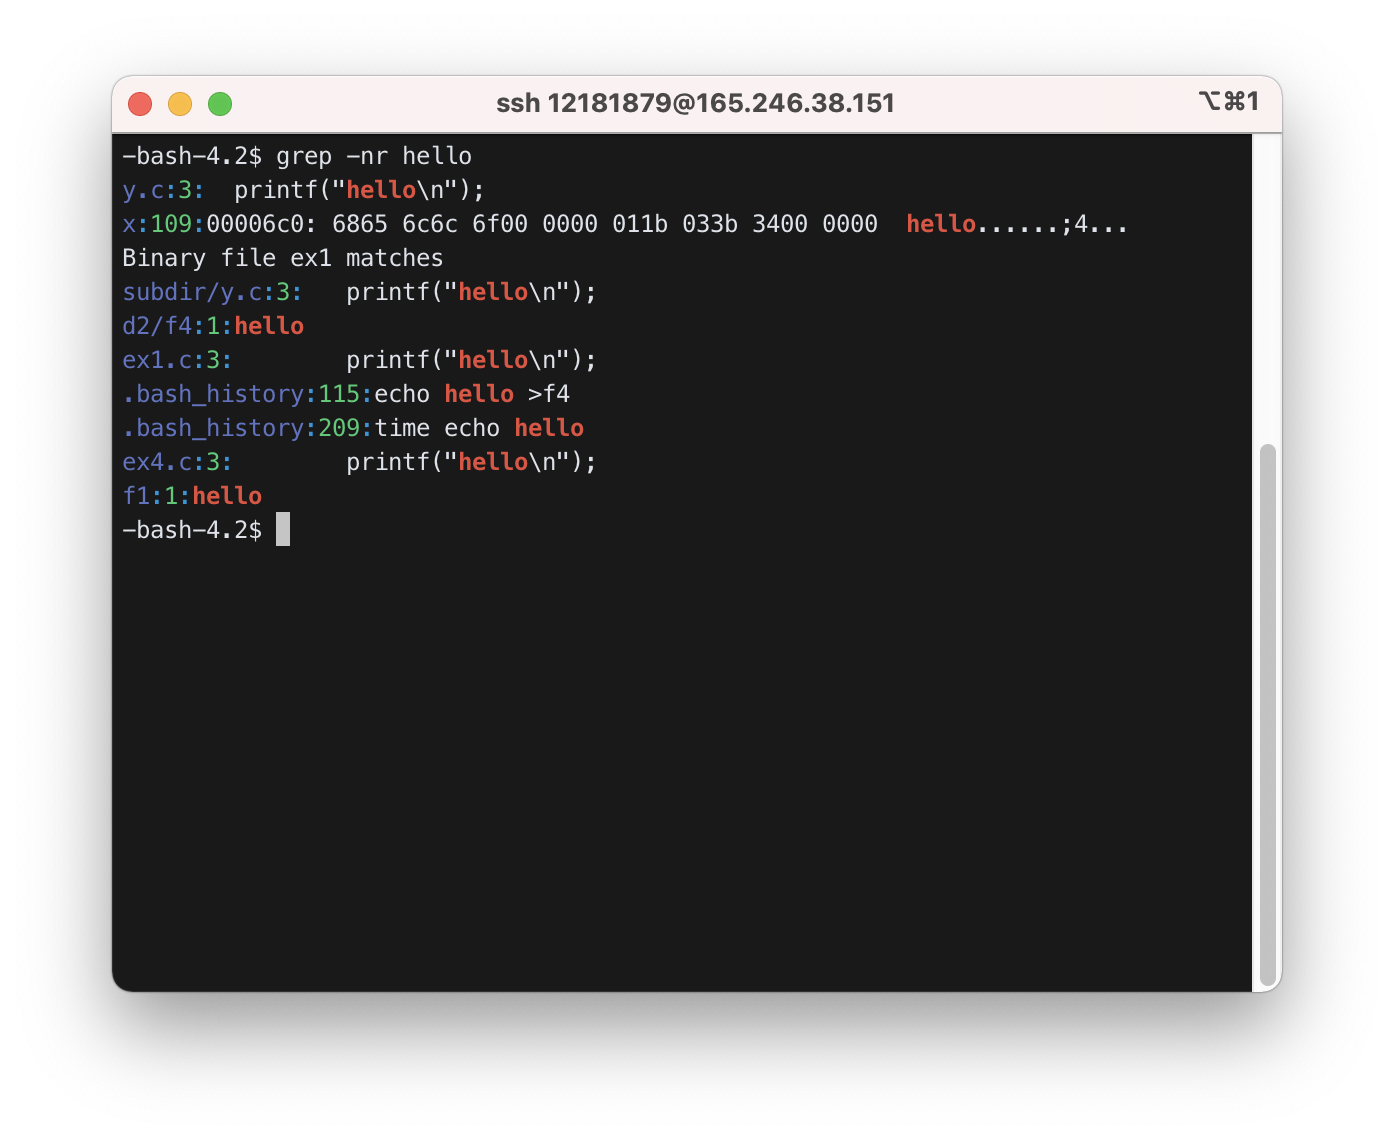 ssh 12181879@165.246.38.151 ⌥⌘1
-bash-4.2$ grep -nr hello
y.c:3:  printf("hello\n");
x:109:00006c0: 6865 6c6c 6f00 0000 011b 033b 3400 0000  hello......;4...
Binary file ex1 matches
subdir/y.c:3:   printf("hello\n");
d2/f4:1:hello
ex1.c:3:        printf("hello\n");
.bash_history:115:echo hello >f4
.bash_history:209:time echo hello
ex4.c:3:        printf("hello\n");
f1:1:hello
-bash-4.2$